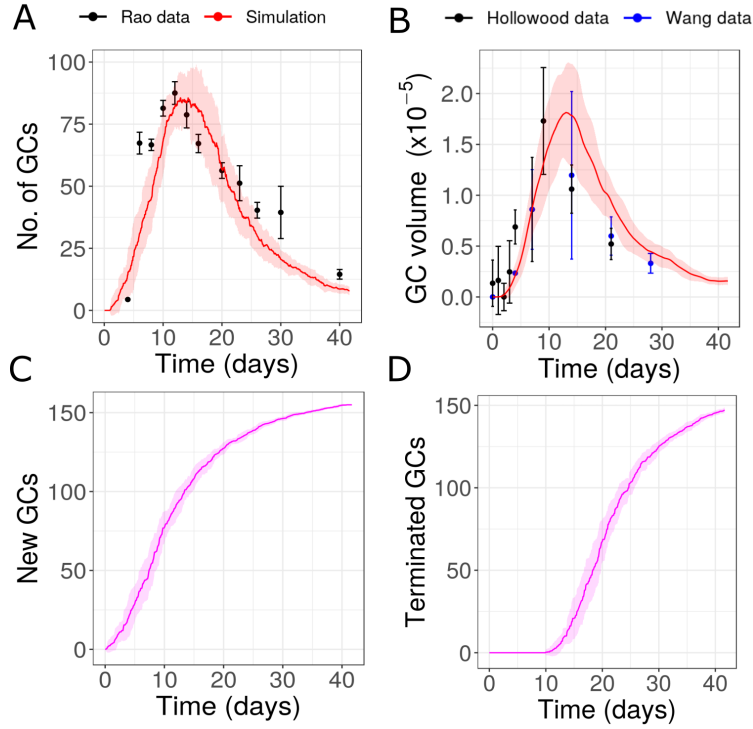 A
Rao data
Simulation
No. of GCs
100
75
50
25
0
0 10 20 30 40
Time (days)
B
Hollowood data
Wang data
GC volume (x10⁻⁵)
2.0
1.5
1.0
0.5
0.0
0 10 20 30 40
Time (days)
C
New GCs
150
100
50
0
0 10 20 30 40
Time (days)
D
Terminated GCs
150
100
50
0
0 10 20 30 40
Time (days)